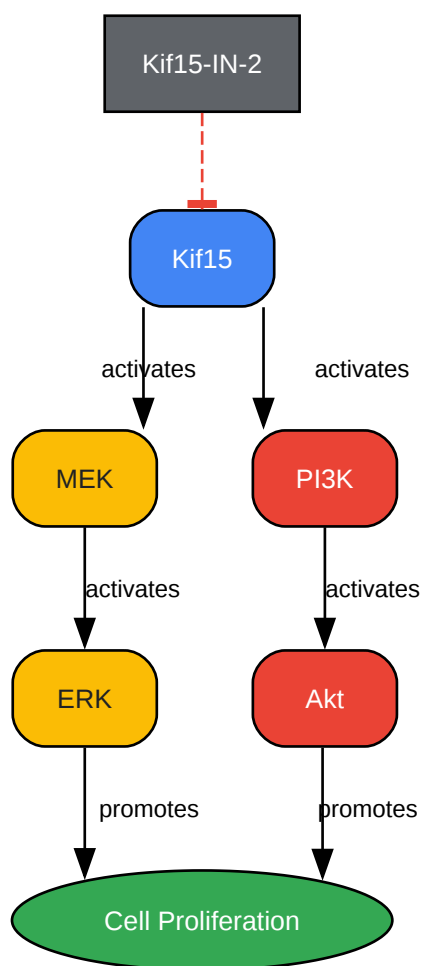 Kif15-IN-2
Kif15
activates
activates
MEK
PI3K
activates
activates
ERK
Akt
promotes
promotes
Cell Proliferation